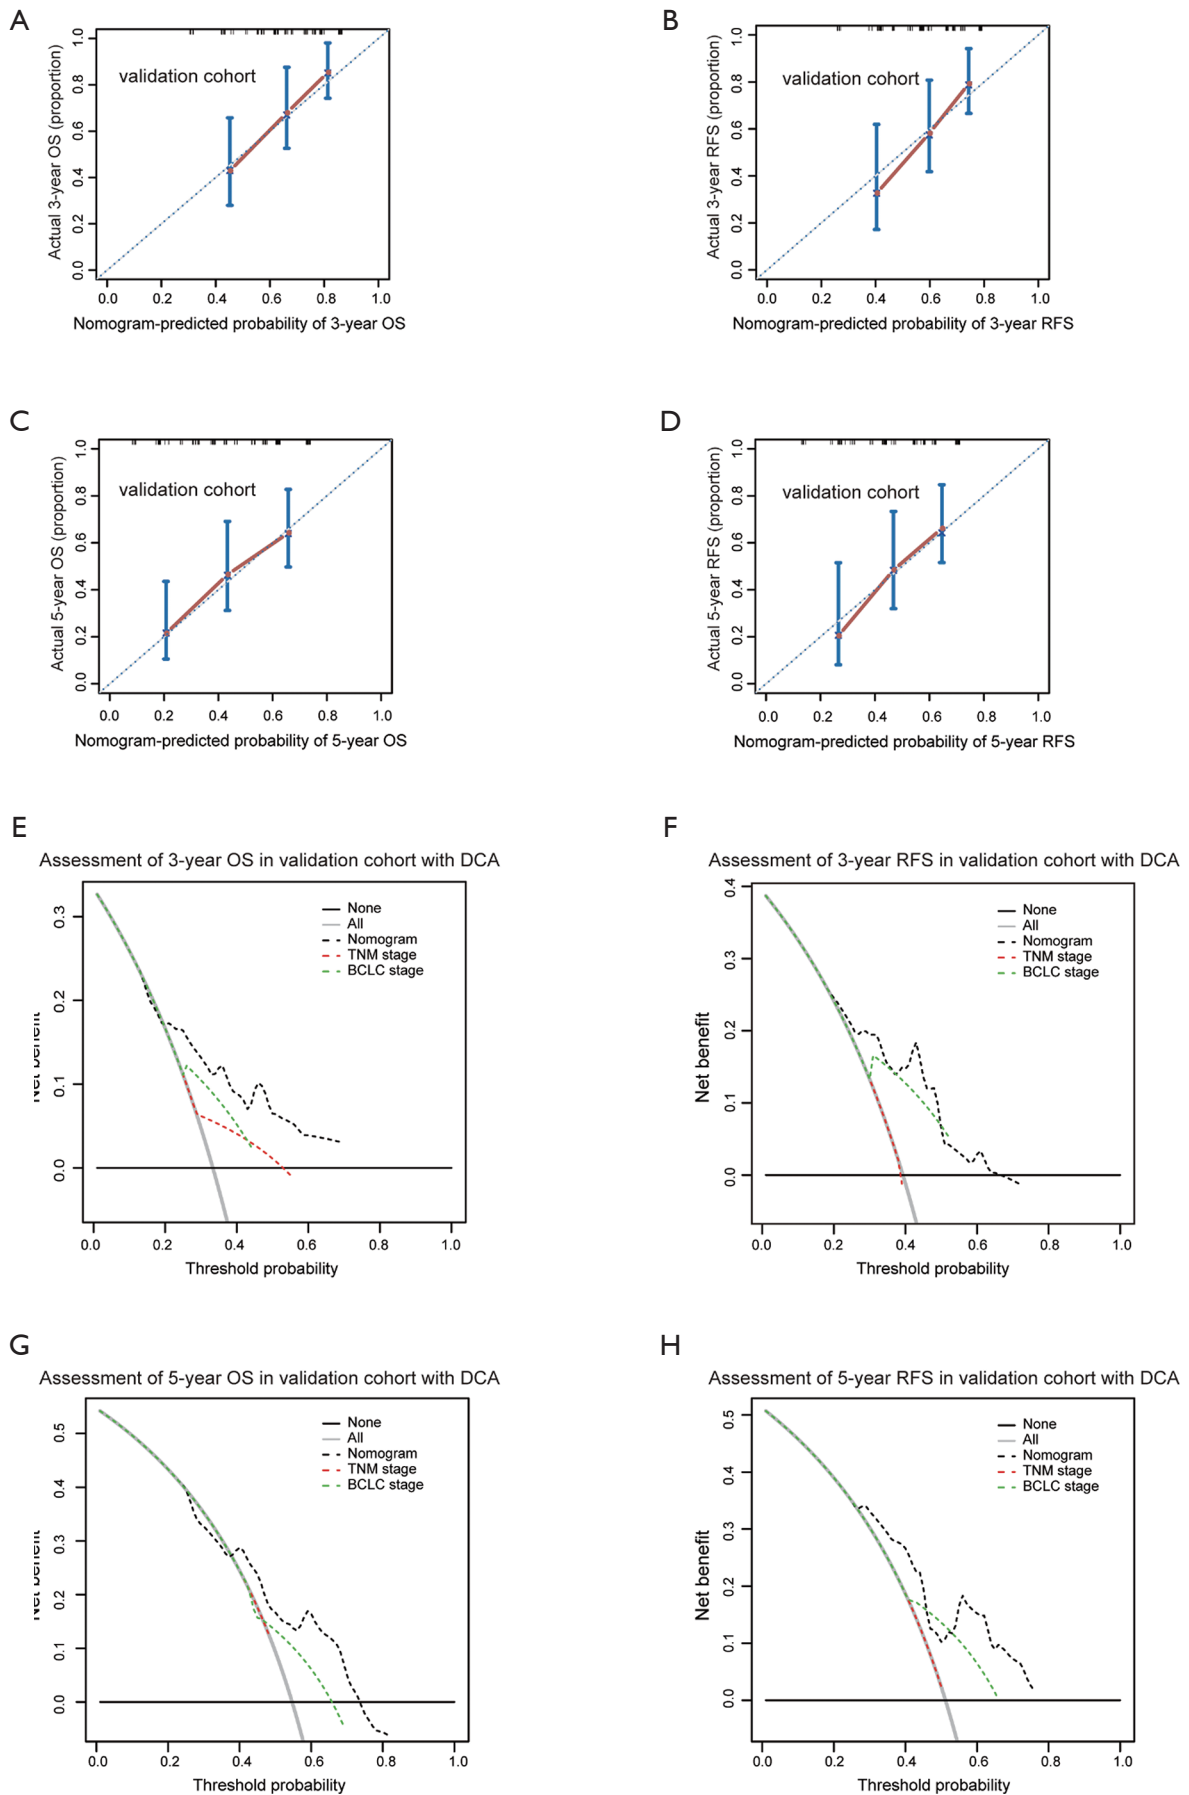 A
validation cohort
Actual 3-year OS (proportion)
0.0 0.2 0.4 0.6 0.8 1.0
0.0 0.2 0.4 0.6 0.8 1.0
Nomogram-predicted probability of 3-year OS
B
validation cohort
Actual 3-year RFS (proportion)
0.0 0.2 0.4 0.6 0.8 1.0
0.0 0.2 0.4 0.6 0.8 1.0
Nomogram-predicted probability of 3-year RFS
C
validation cohort
Actual 5-year OS (proportion)
0.0 0.2 0.4 0.6 0.8 1.0
0.0 0.2 0.4 0.6 0.8 1.0
Nomogram-predicted probability of 5-year OS
D
validation cohort
Actual 5-year RFS (proportion)
0.0 0.2 0.4 0.6 0.8 1.0
0.0 0.2 0.4 0.6 0.8 1.0
Nomogram-predicted probability of 5-year RFS
E
Assessment of 3-year OS in validation cohort with DCA
None
All
Nomogram
TNM stage
BCLC stage
Net benefit
0.0 0.1 0.2 0.3
0.0 0.2 0.4 0.6 0.8 1.0
Threshold probability
F
Assessment of 3-year RFS in validation cohort with DCA
None
All
Nomogram
TNM stage
BCLC stage
Net benefit
0.0 0.1 0.2 0.3 0.4
0.0 0.2 0.4 0.6 0.8 1.0
Threshold probability
G
Assessment of 5-year OS in validation cohort with DCA
None
All
Nomogram
TNM stage
BCLC stage
Net benefit
0.0 0.1 0.2 0.3 0.4 0.5
0.0 0.2 0.4 0.6 0.8 1.0
Threshold probability
H
Assessment of 5-year RFS in validation cohort with DCA
None
All
Nomogram
TNM stage
BCLC stage
Net benefit
0.0 0.1 0.2 0.3 0.4 0.5
0.0 0.2 0.4 0.6 0.8 1.0
Threshold probability